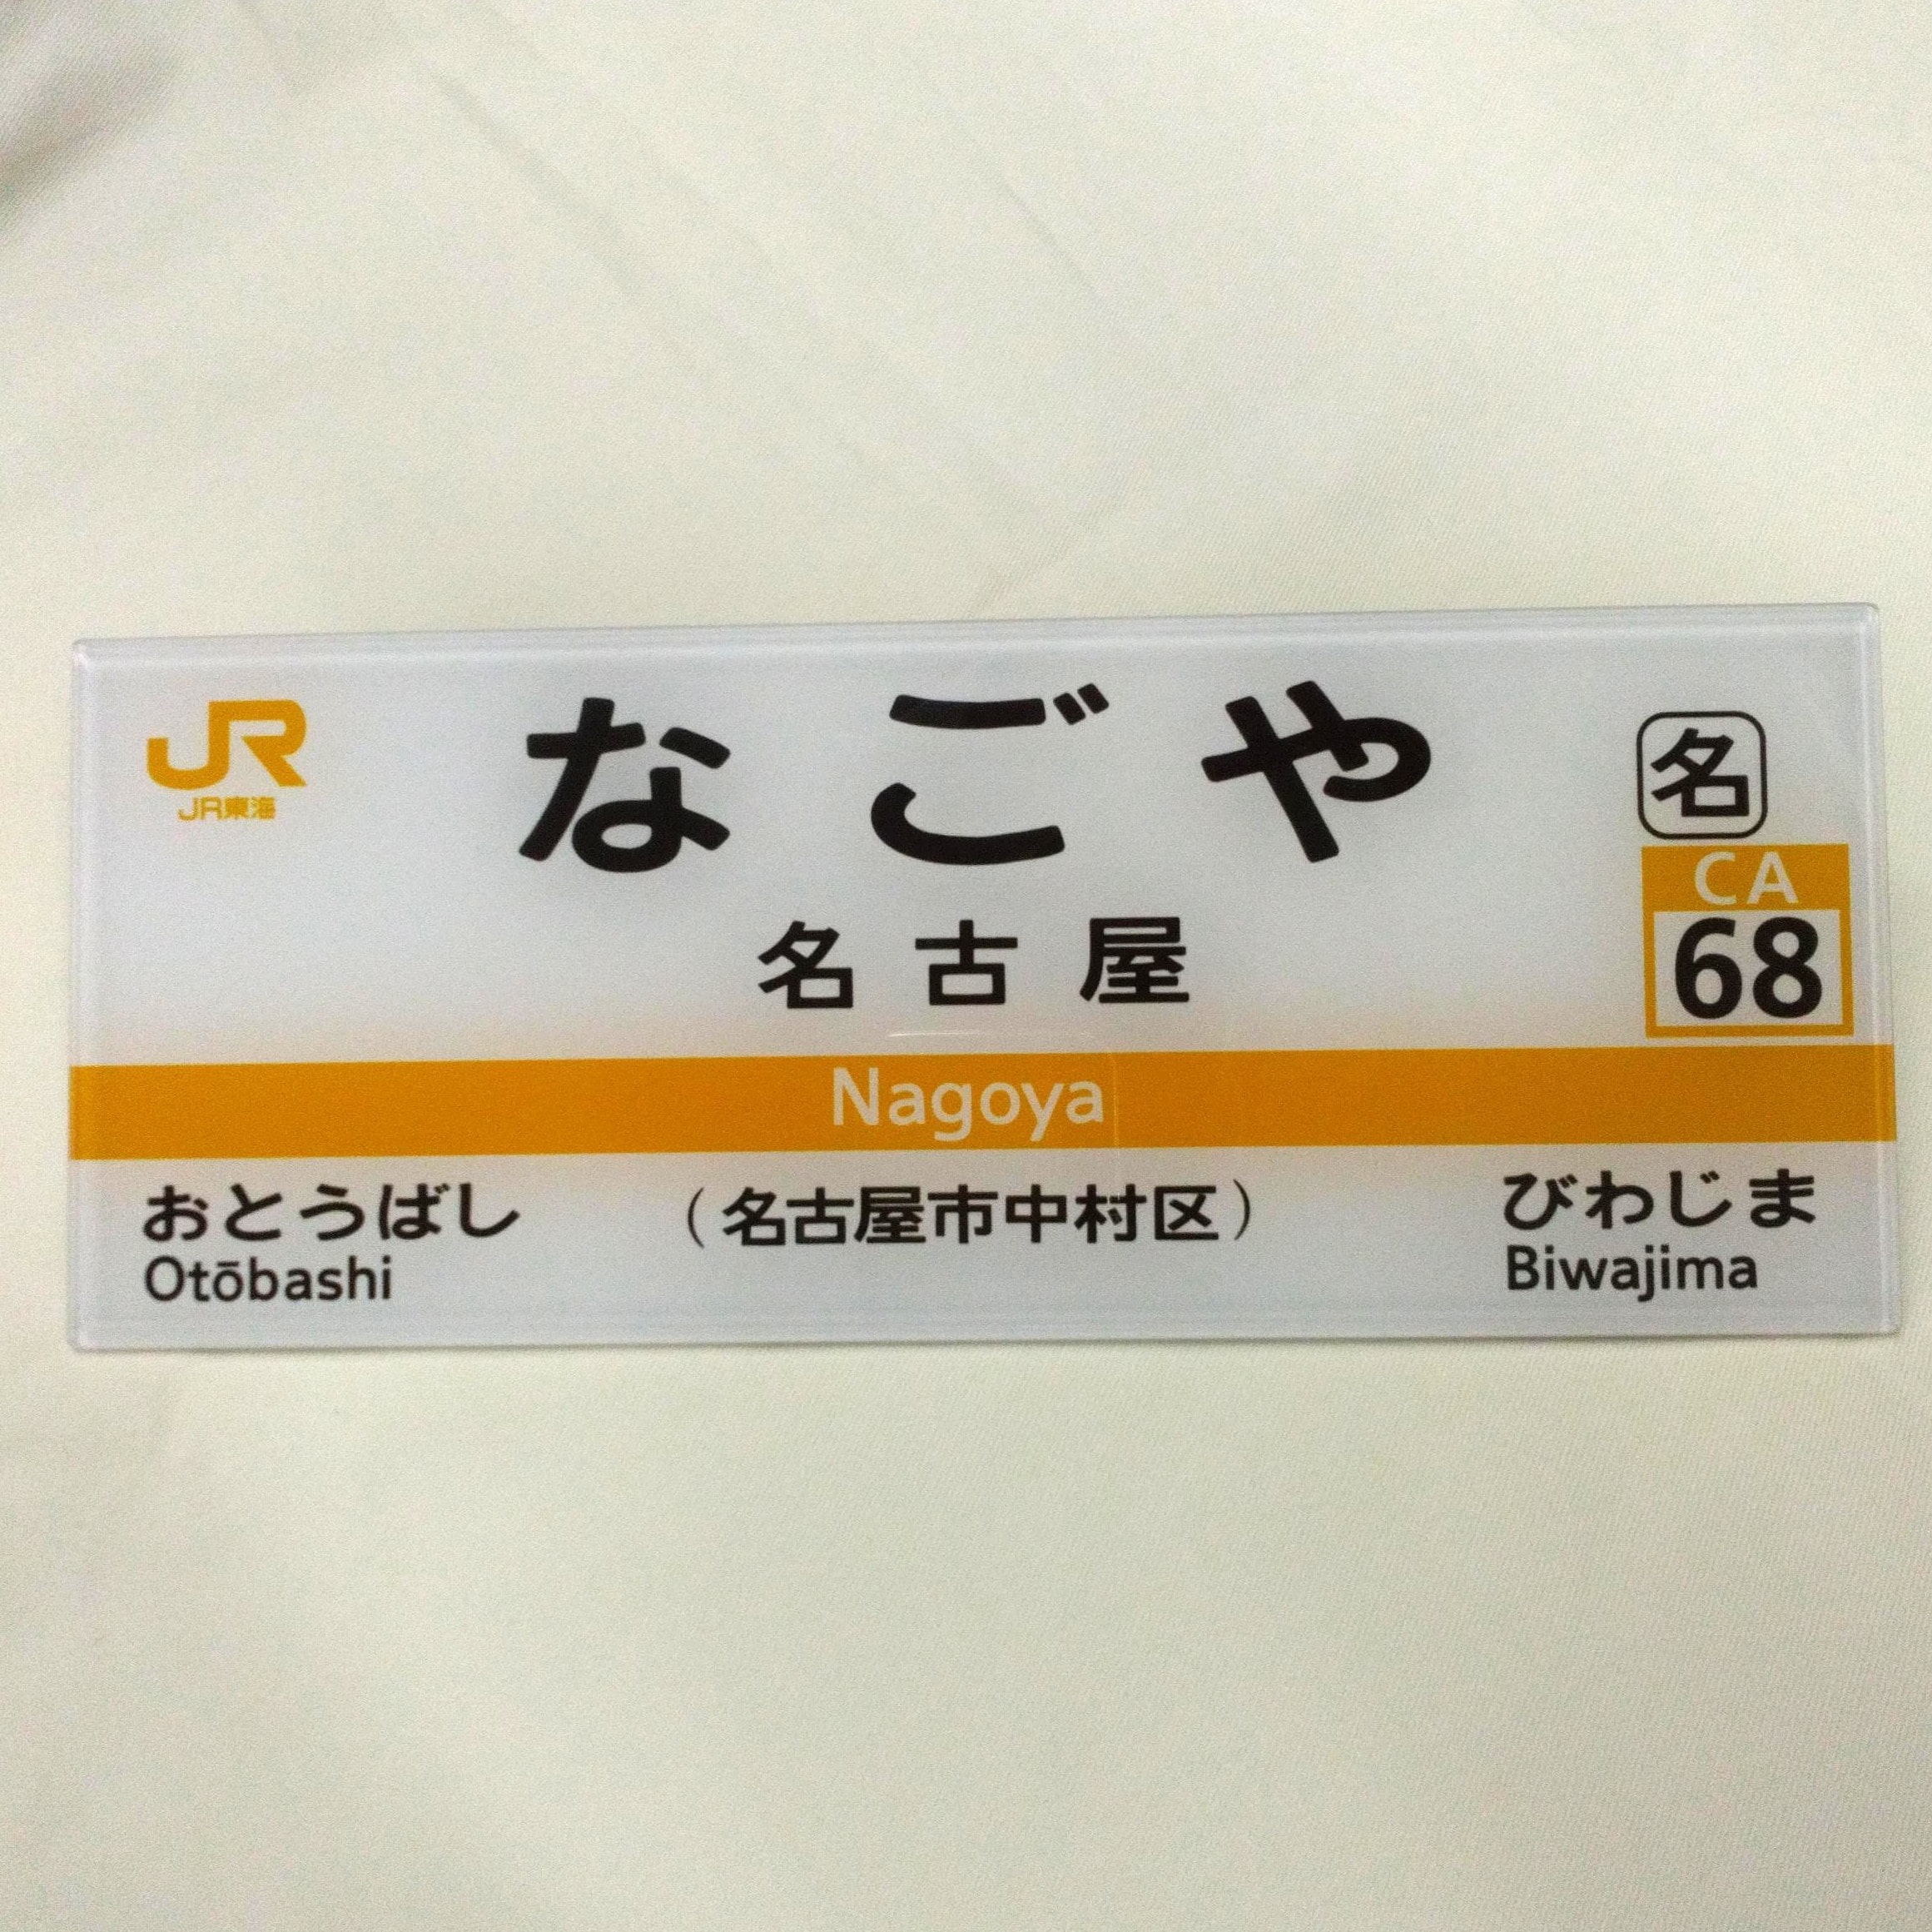 JR
JR東海
なごや
名
名古屋
CA
68
Nagoya
おとうばし
Otōbashi
（名古屋市中村区）
びわじま
Biwajima